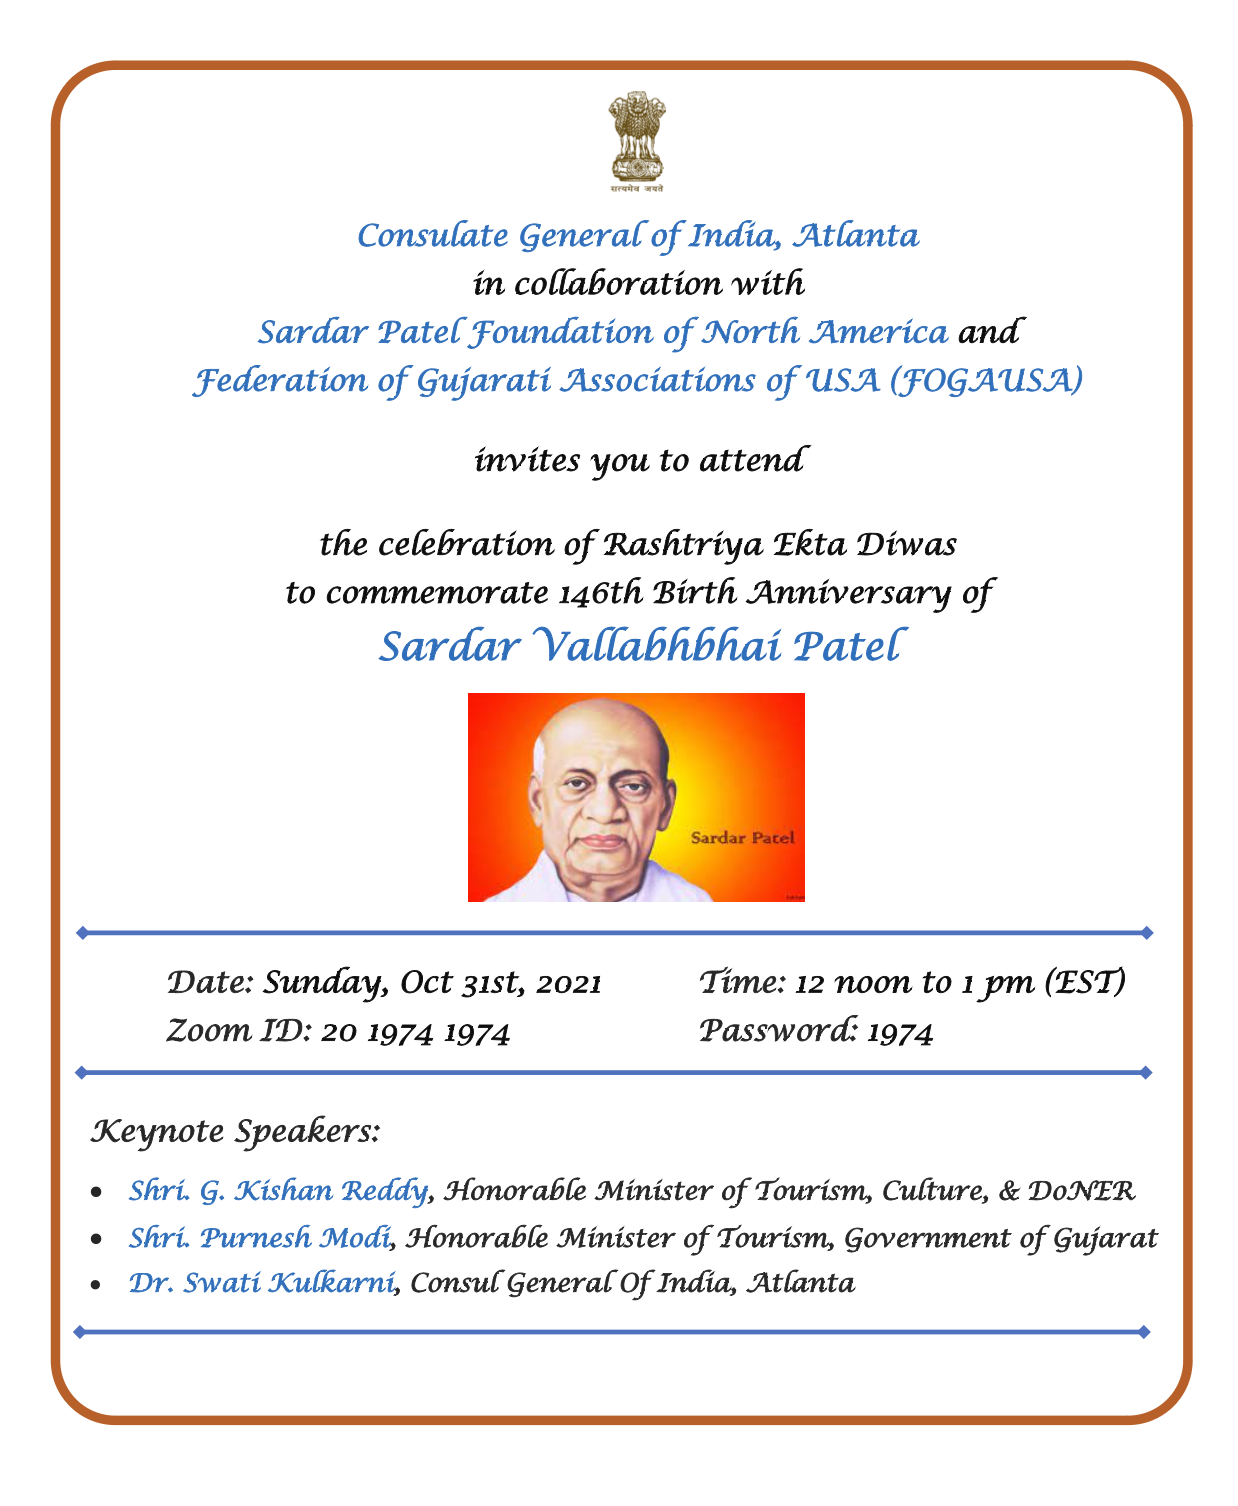 सत्यमेव जयते
Consulate General of India, Atlanta
in collaboration with
Sardar Patel Foundation of North America and
Federation of Gujarati Associations of USA (FOGAUSA)
invites you to attend
the celebration of Rashtriya Ekta Diwas
to commemorate 146th Birth Anniversary of
Sardar Vallabhbhai Patel
Sardar Patel
Date: Sunday, Oct 31st, 2021 Time: 12 noon to 1 pm (EST)
Zoom ID: 20 1974 1974 Password: 1974
Keynote Speakers:
• Shri. G. Kishan Reddy, Honorable Minister of Tourism, Culture, & DoNER
• Shri. Purnesh Modi, Honorable Minister of Tourism, Government of Gujarat
• Dr. Swati Kulkarni, Consul General Of India, Atlanta